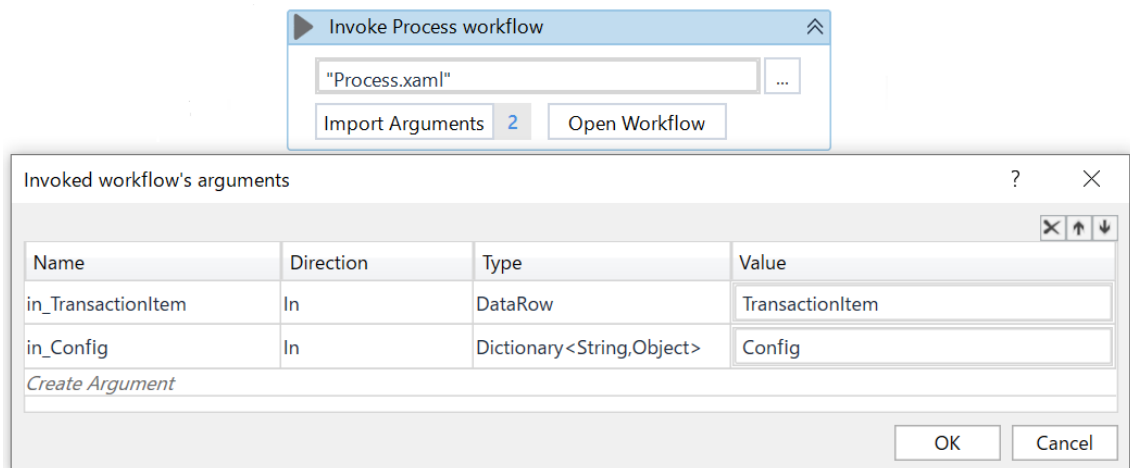 Invoke Process workflow
"Process.xaml"
...
Import Arguments 2 Open Workflow
Invoked workflow's arguments ?
Name Direction Type Value
in_TransactionItem In DataRow TransactionItem
in_Config In Dictionary<String,Object> Config
Create Argument
OK Cancel